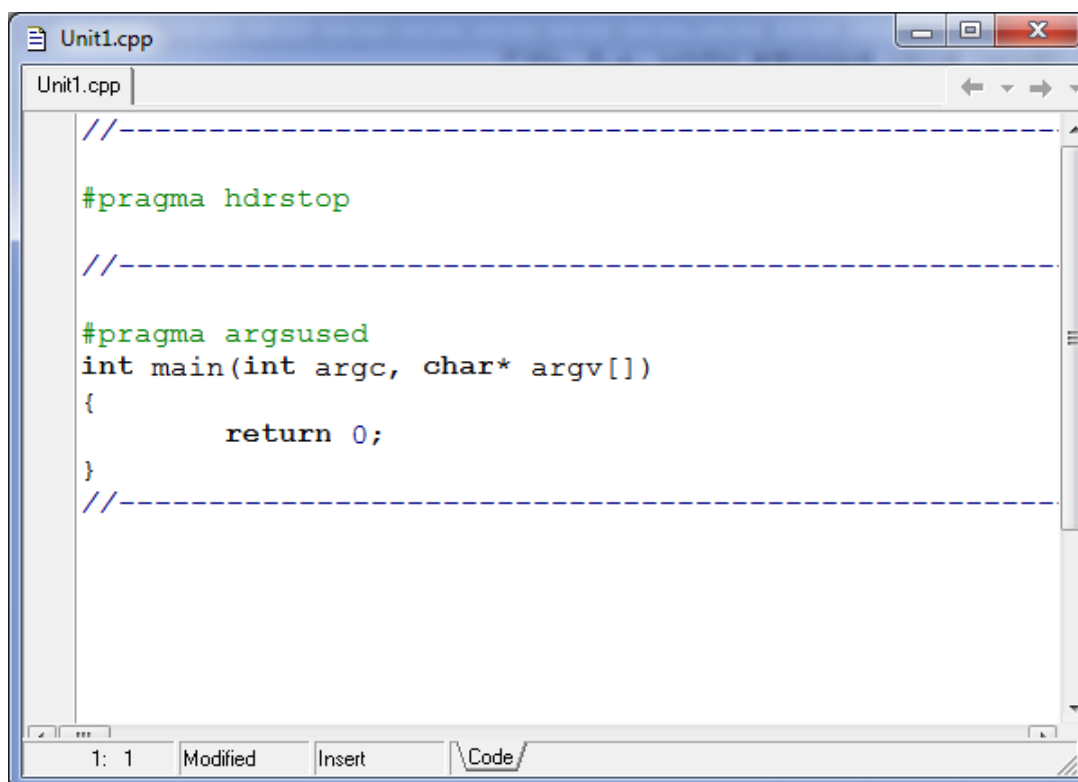 Unit1.cpp
Unit1.cpp
//----------------------------------------------------
#pragma hdrstop
//----------------------------------------------------
#pragma argsused
int main(int argc, char* argv[])
{
return 0;
}
//----------------------------------------------------
1: 1 Modified Insert \Code/